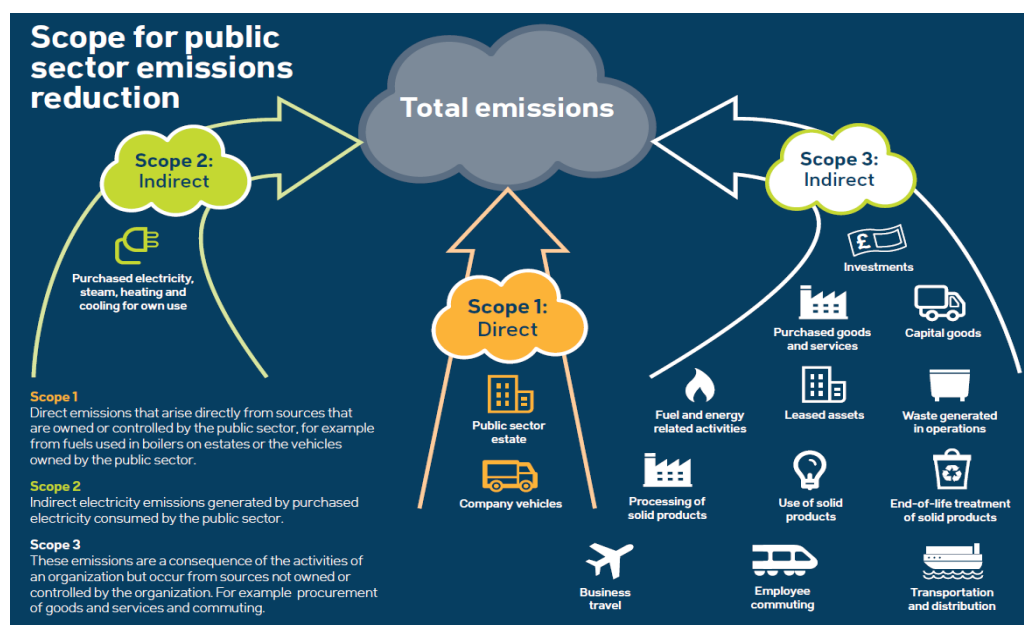 Scope for public
sector emissions
reduction
Total emissions
Scope 2:
Indirect
Scope 3:
Indirect
Purchased electricity,
steam, heating and
cooling for own use
Scope 1:
Direct
Public sector
estate
Company vehicles
£
Investments
Purchased goods
and services
Capital goods
Fuel and energy
related activities
Leased assets
Waste generated
in operations
Processing of
solid products
Use of solid
products
End-of-life treatment
of solid products
Business
travel
Employee
commuting
Transportation
and distribution
Scope 1
Direct emissions that arise directly from sources that
are owned or controlled by the public sector, for example
from fuels used in boilers on estates or the vehicles
owned by the public sector.
Scope 2
Indirect electricity emissions generated by purchased
electricity consumed by the public sector.
Scope 3
These emissions are a consequence of the activities of
an organization but occur from sources not owned or
controlled by the organization. For example procurement
of goods and services and commuting.